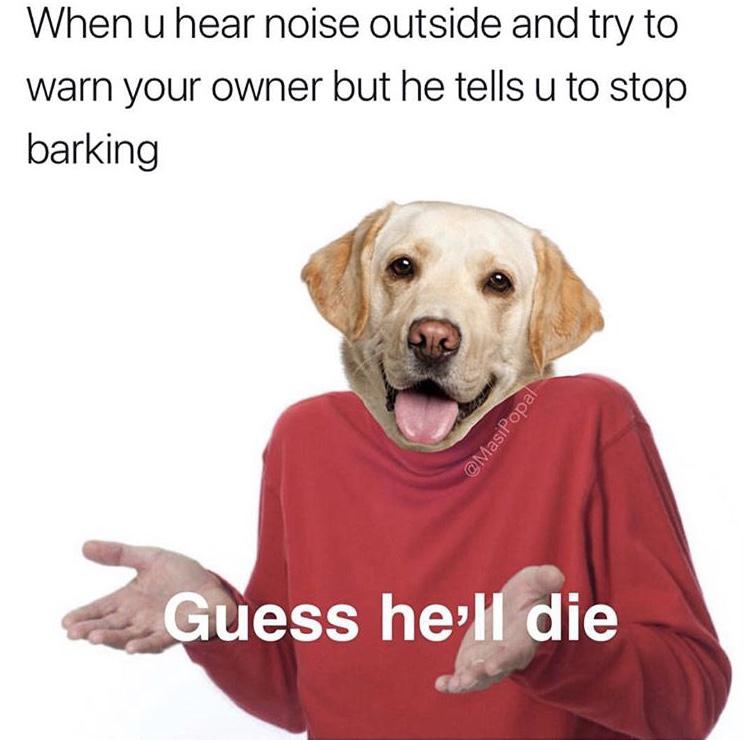 When u hear noise outside and try to
warn your owner but he tells u to stop
barking
@MasiPopal
Guess he'll die